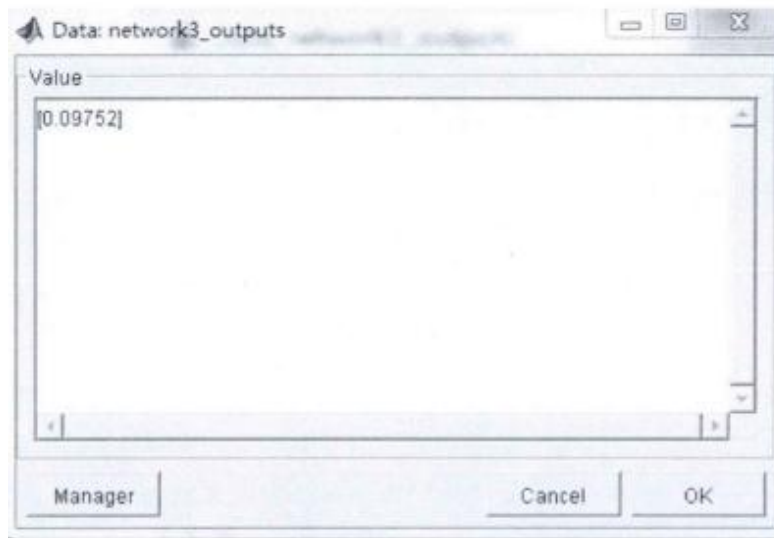 Data: network3_outputs
Value
[0.09752]
Manager
Cancel
OK